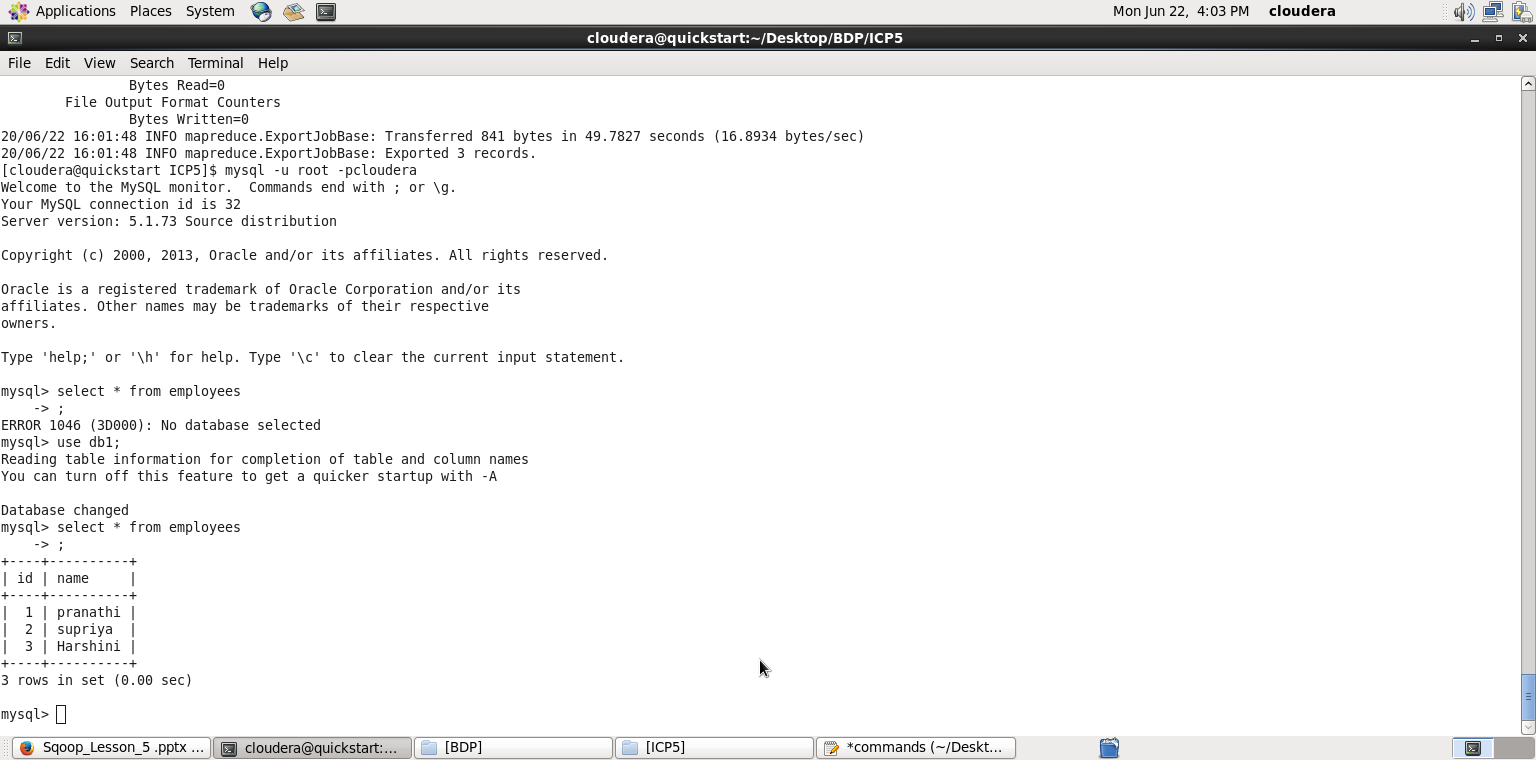 Applications Places System Mon Jun 22, 4:03 PM cloudera
cloudera@quickstart:~/Desktop/BDP/ICP5
File Edit View Search Terminal Help
                Bytes Read=0
        File Output Format Counters
                Bytes Written=0
20/06/22 16:01:48 INFO mapreduce.ExportJobBase: Transferred 841 bytes in 49.7827 seconds (16.8934 bytes/sec)
20/06/22 16:01:48 INFO mapreduce.ExportJobBase: Exported 3 records.
[cloudera@quickstart ICP5]$ mysql -u root -pcloudera
Welcome to the MySQL monitor.  Commands end with ; or \g.
Your MySQL connection id is 32
Server version: 5.1.73 Source distribution

Copyright (c) 2000, 2013, Oracle and/or its affiliates. All rights reserved.

Oracle is a registered trademark of Oracle Corporation and/or its
affiliates. Other names may be trademarks of their respective
owners.

Type 'help;' or '\h' for help. Type '\c' to clear the current input statement.

mysql> select * from employees
    -> ;
ERROR 1046 (3D000): No database selected
mysql> use db1;
Reading table information for completion of table and column names
You can turn off this feature to get a quicker startup with -A

Database changed
mysql> select * from employees
    -> ;
+----+----------+
| id | name     |
+----+----------+
|  1 | pranathi |
|  2 | supriya  |
|  3 | Harshini |
+----+----------+
3 rows in set (0.00 sec)

mysql>
Sqoop_Lesson_5 .pptx ... cloudera@quickstart:... [BDP] [ICP5] *commands (~/Deskt...